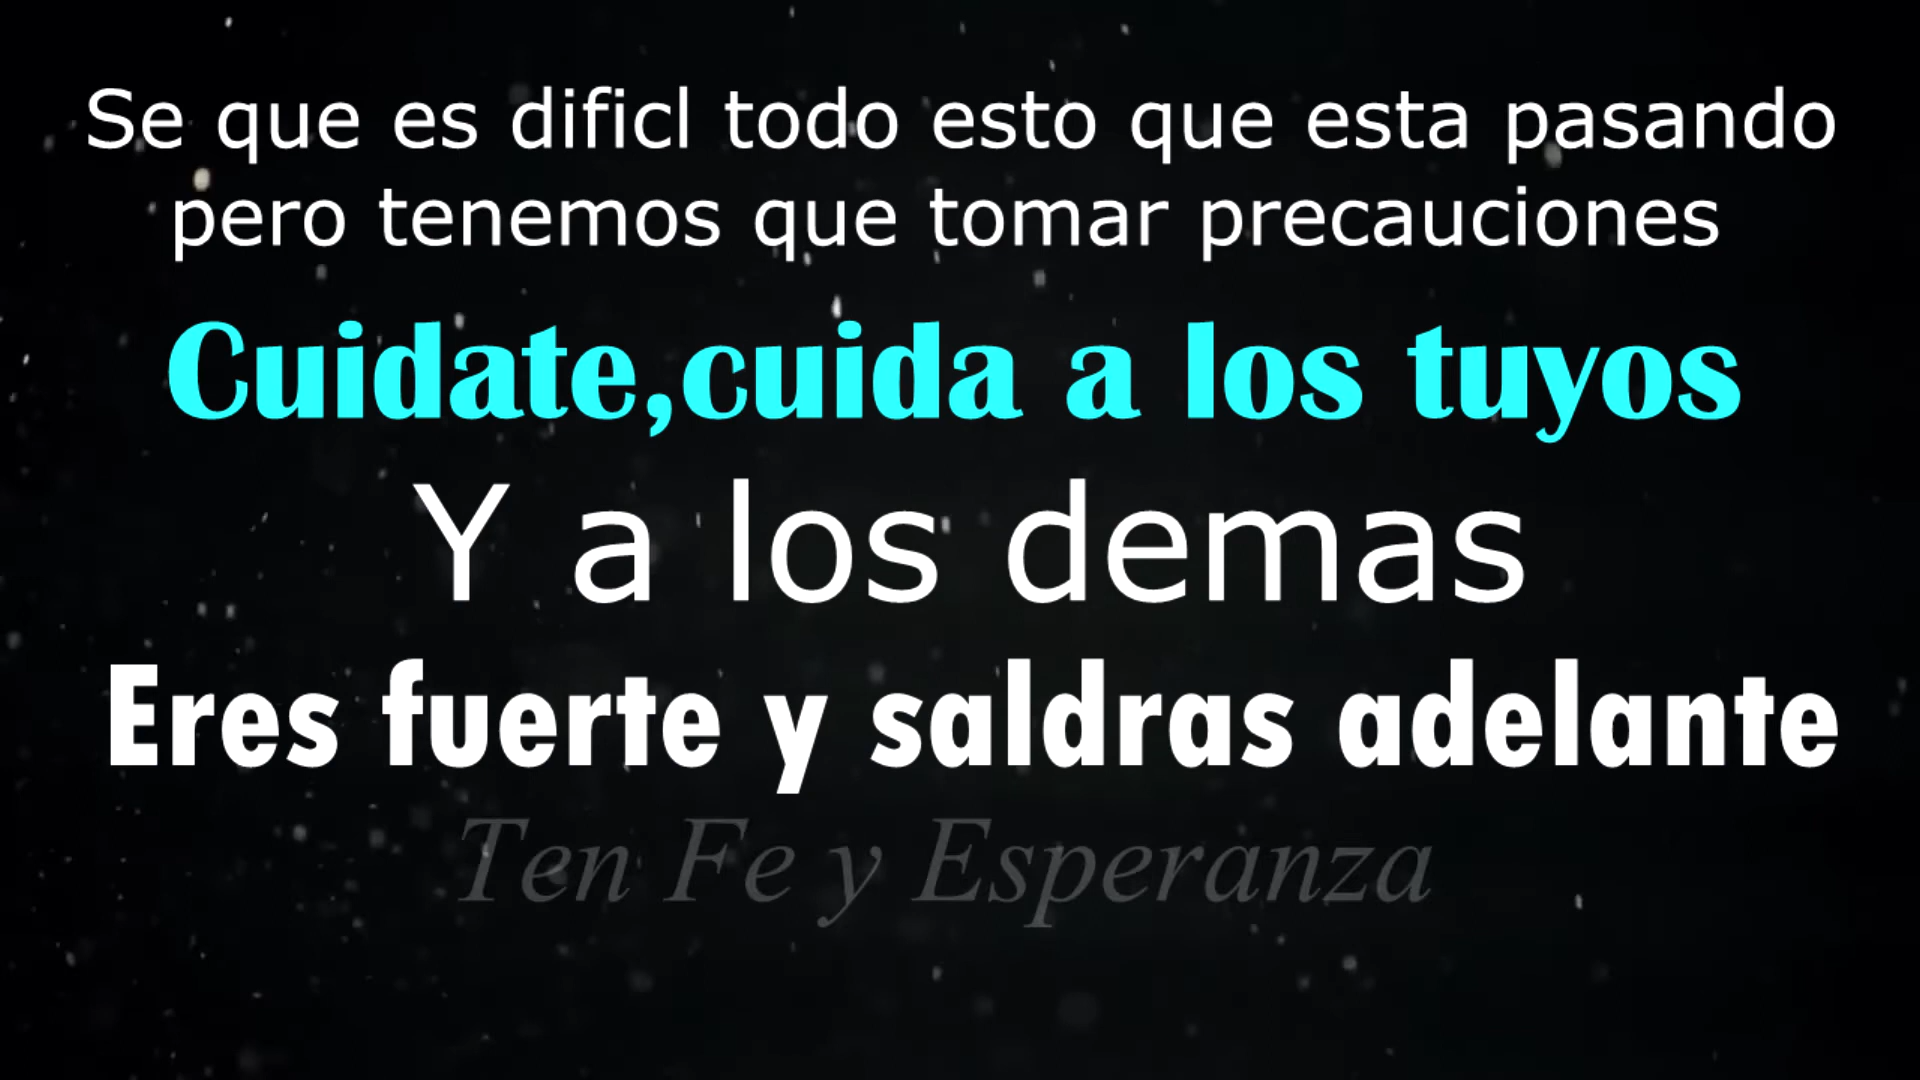 Se que es dificl todo esto que esta pasando
pero tenemos que tomar precauciones
Cuidate,cuida a los tuyos
Y a los demas
Eres fuerte y saldras adelante
Ten Fe y Esperanza